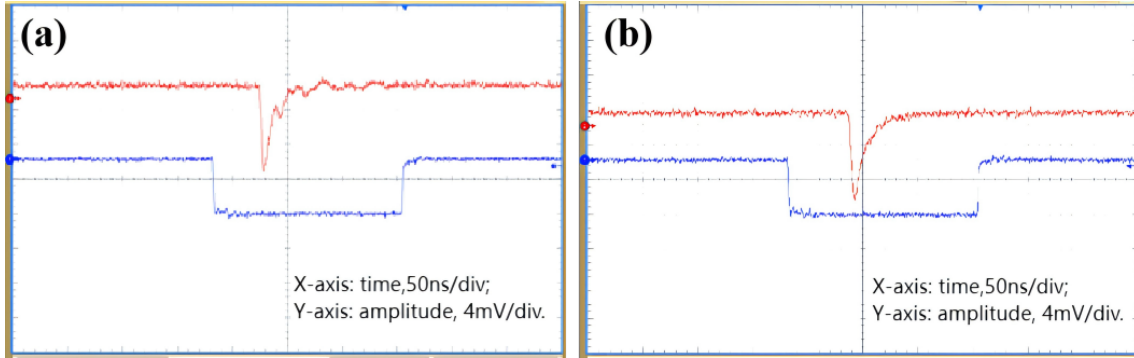 (a)
X-axis: time,50ns/div;
Y-axis: amplitude, 4mV/div.
(b)
X-axis: time,50ns/div;
Y-axis: amplitude, 4mV/div.